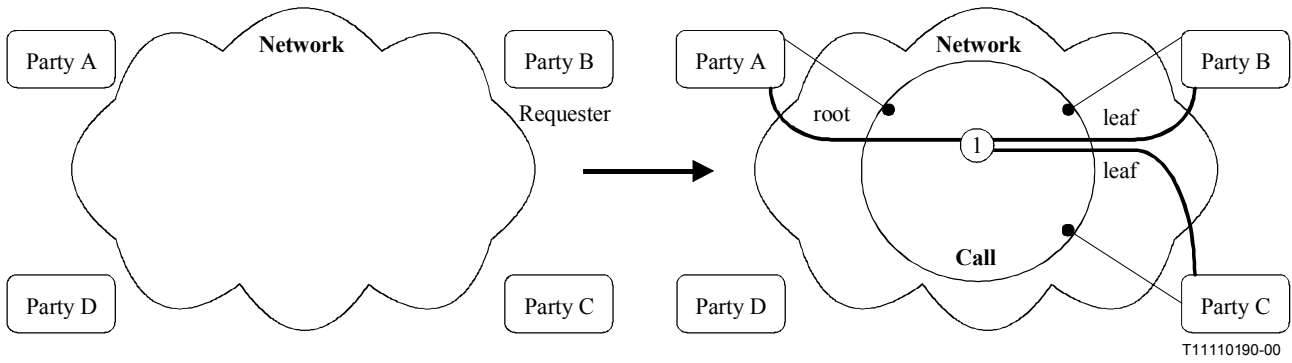 Network
Party A
Party B
Requester
Party D
Party C
Network
Party A
Party B
root
leaf
1
leaf
Call
Party D
Party C
T11110190-00